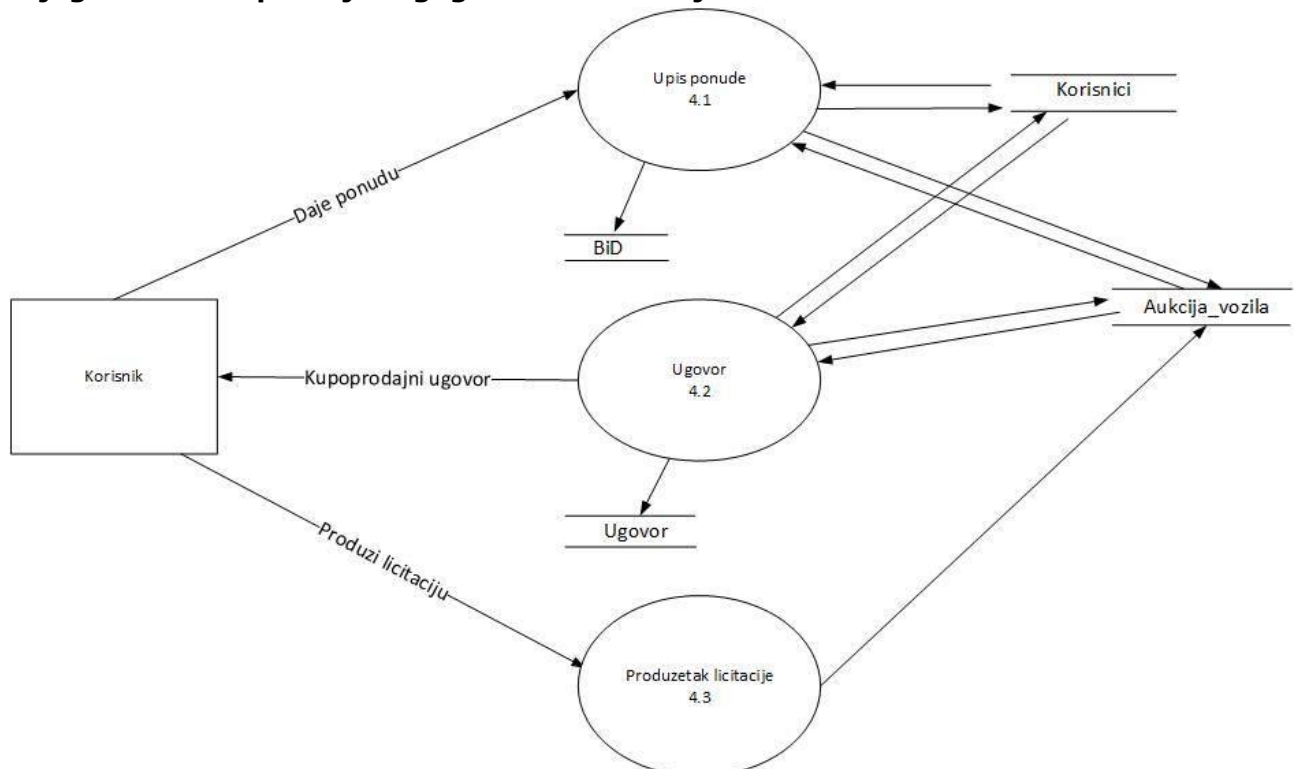 Upis ponude
4.1
Korisnici
Daje ponudu
BiD
Aukcija_vozila
Korisnik
Kupoprodajni ugovor
Ugovor
4.2
Produzi licitaciju
Ugovor
Produzetak licitacije
4.3